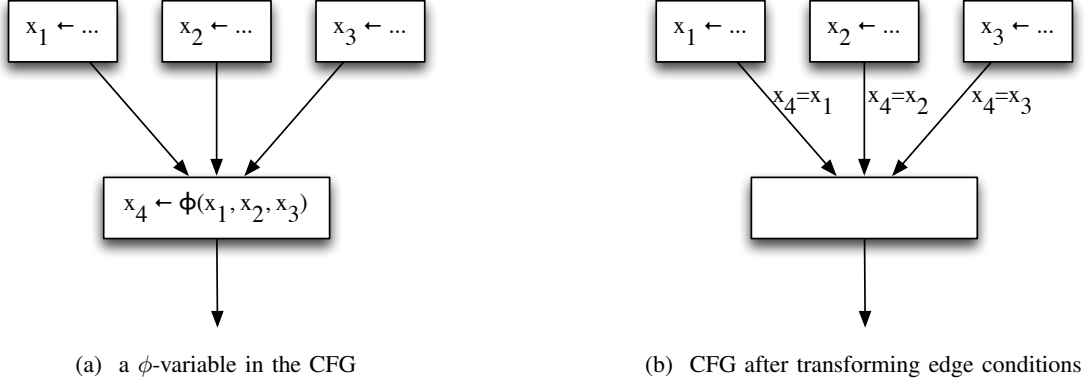 x1 ← ...
x2 ← ...
x3 ← ...
x4 ← ϕ(x1, x2, x3)
(a) a ϕ-variable in the CFG
x1 ← ...
x2 ← ...
x3 ← ...
x4=x1
x4=x2
x4=x3
(b) CFG after transforming edge conditions